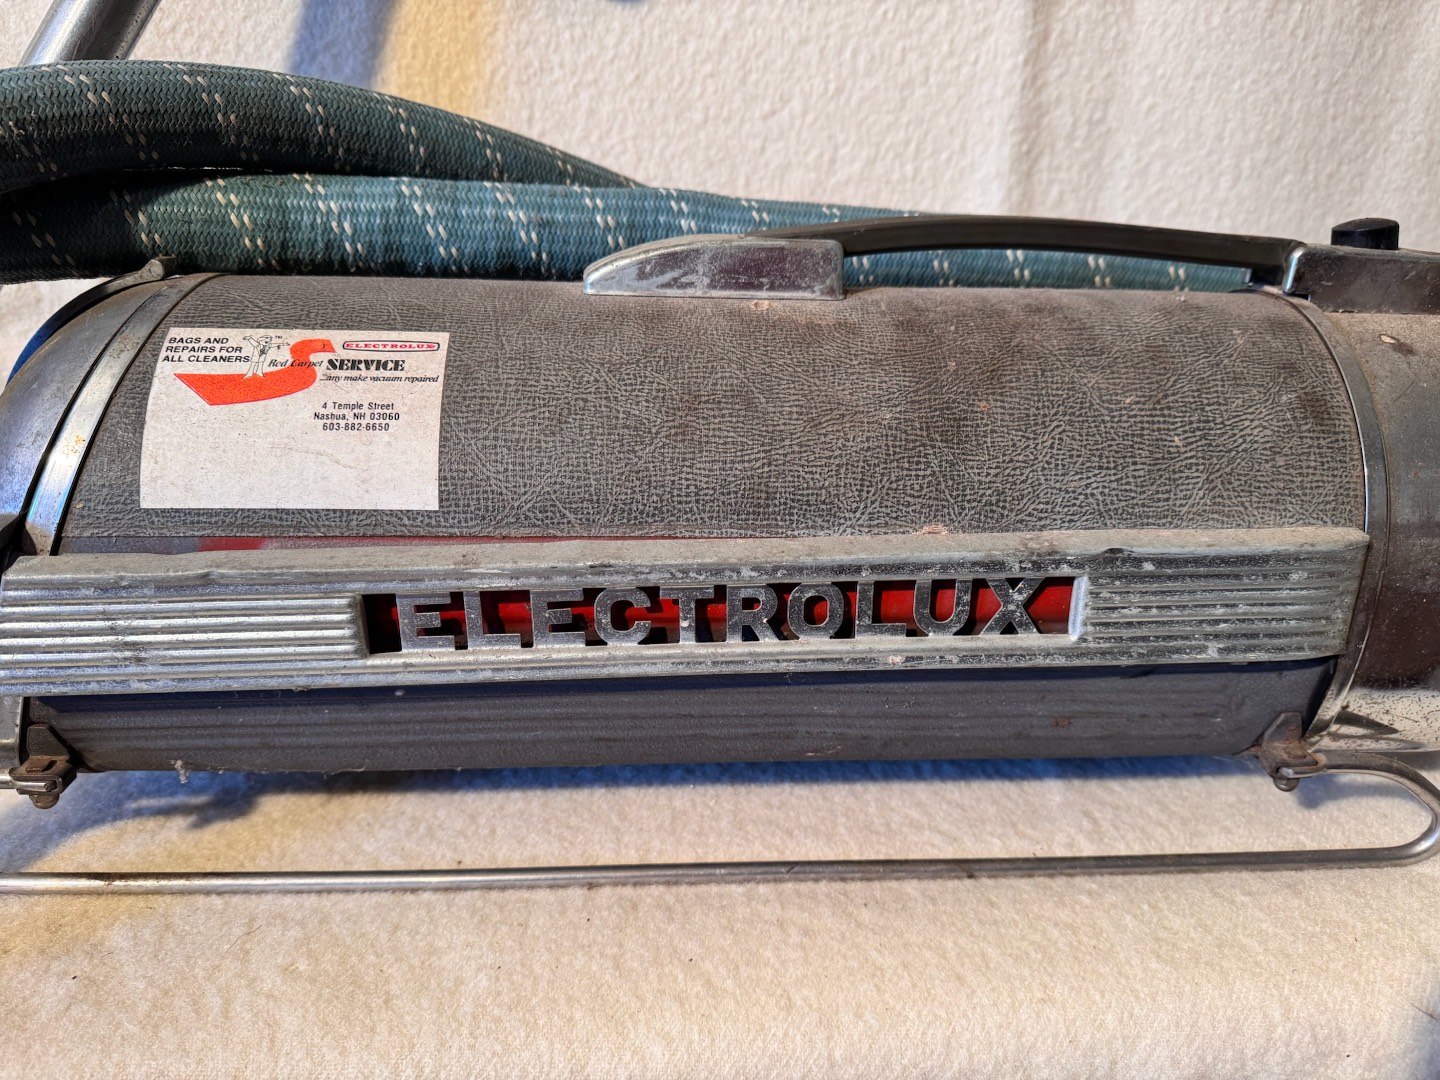 BAGS AND
REPAIRS FOR
ALL CLEANERS
TM
ELECTROLUX
Red Carpet SERVICE
...any make vacuum repaired
4 Temple Street
Nashua, NH 03060
603-882-6650
ELECTROLUX